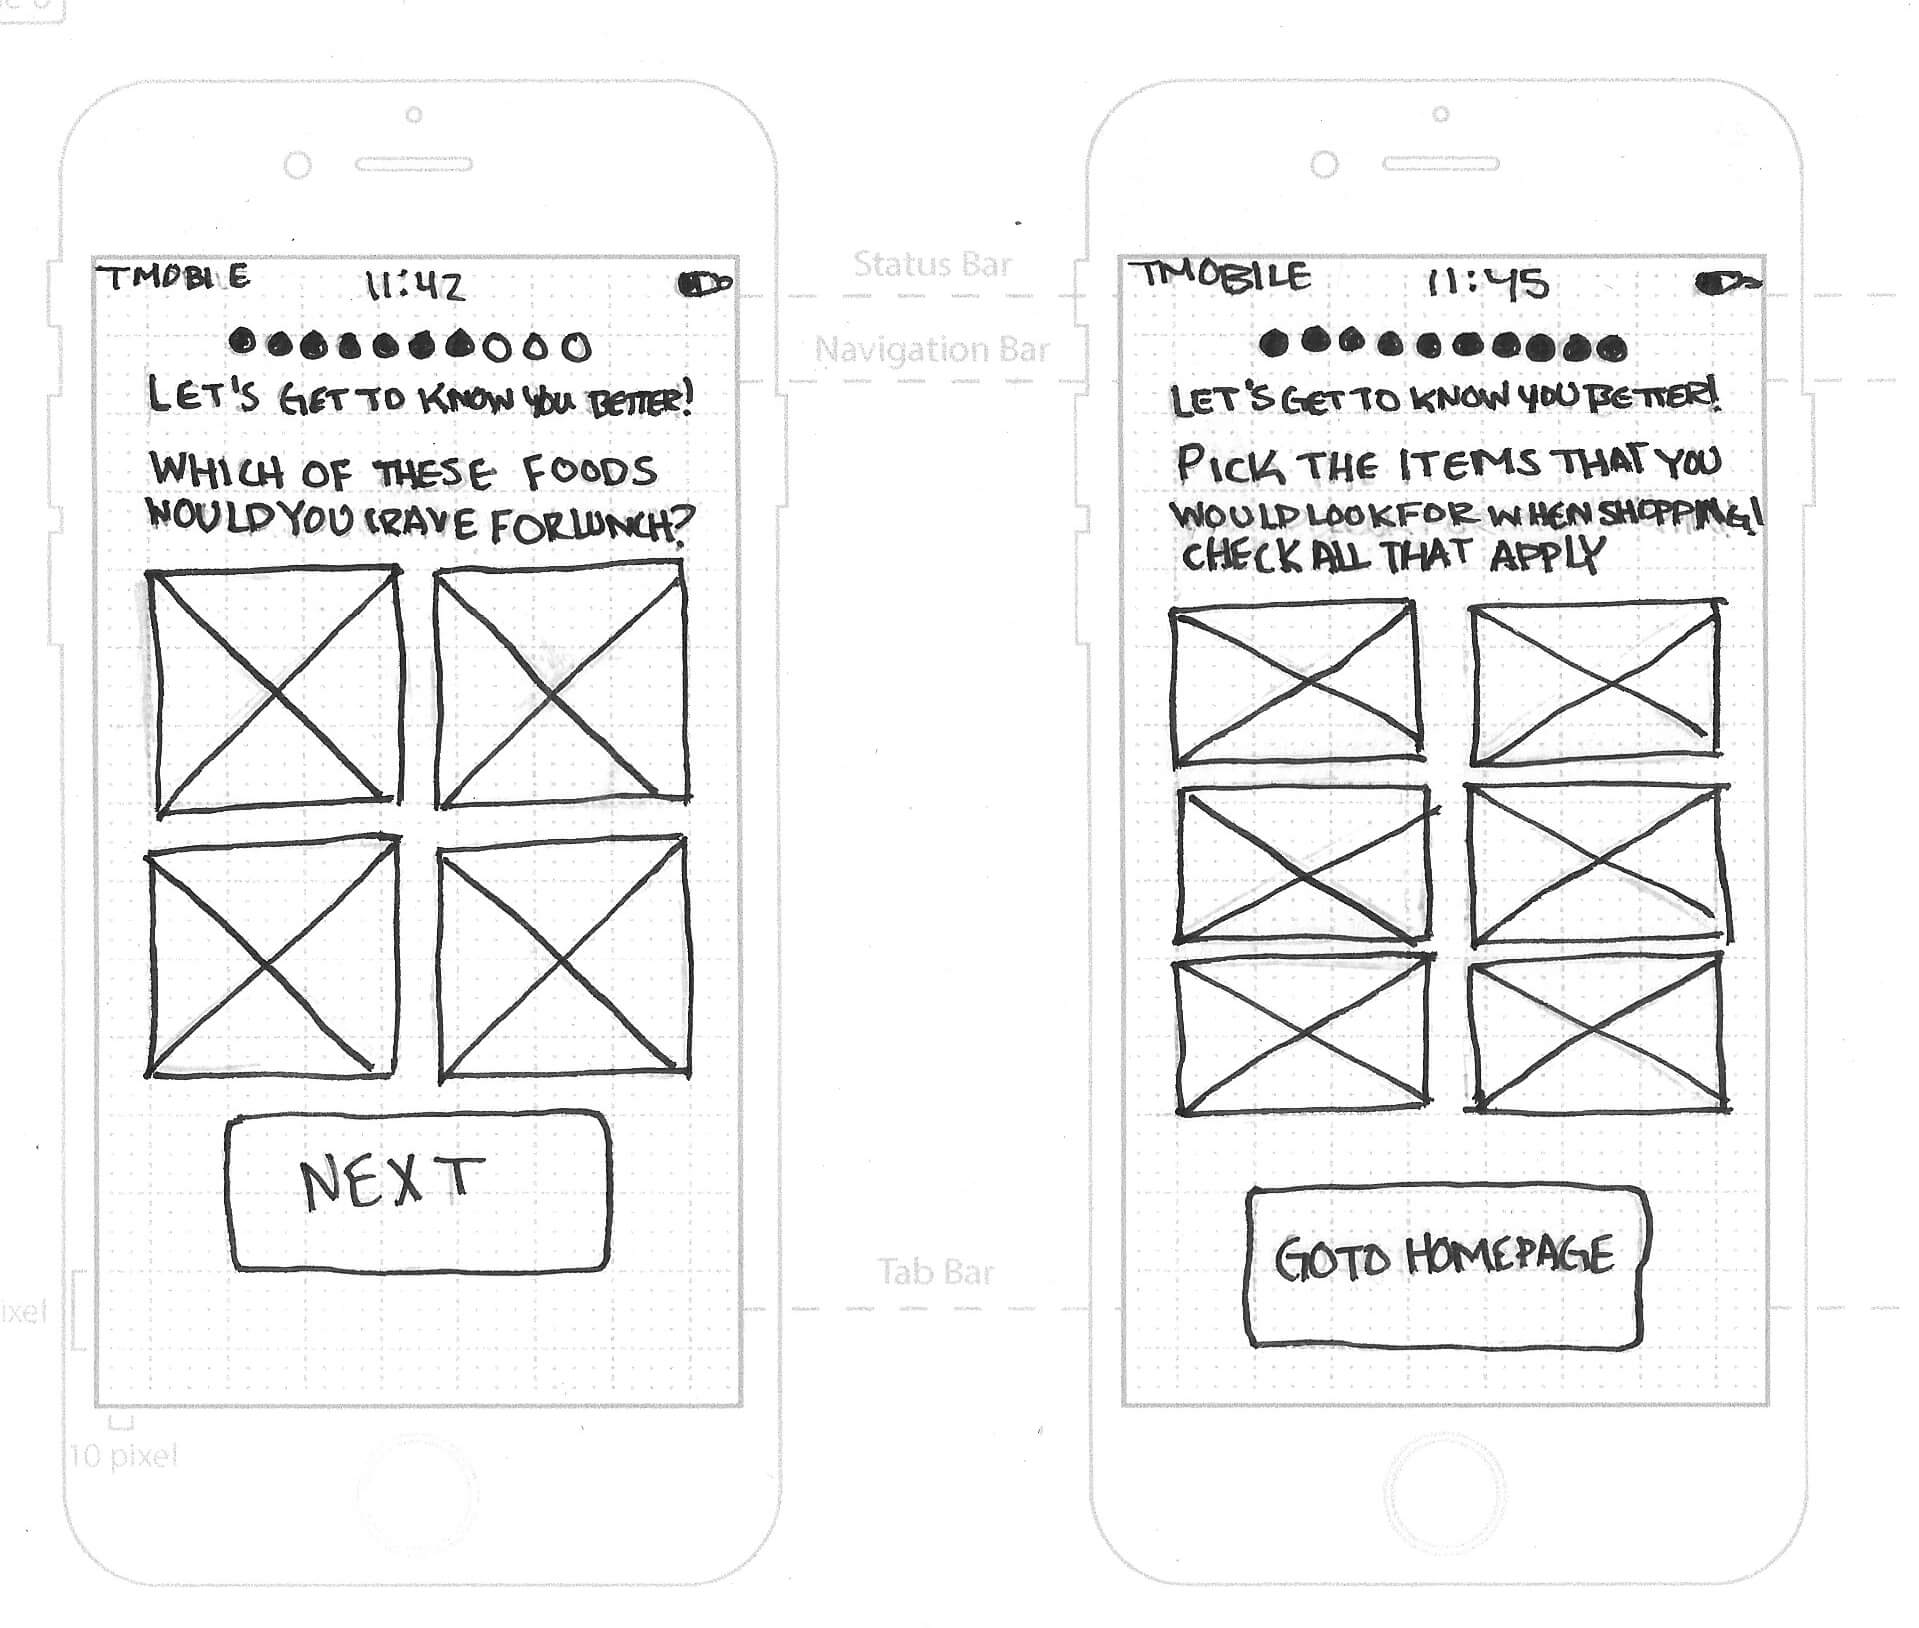 TMOBILE 11:42
LET'S GET TO KNOW YOU BETTER!
WHICH OF THESE FOODS
WOULD YOU CRAVE FOR LUNCH?
NEXT
10 pixel
ixel
Status Bar
Navigation Bar
Tab Bar
TMOBILE 11:45
LET'S GET TO KNOW YOU BETTER!
PICK THE ITEMS THAT YOU
WOULD LOOK FOR WHEN SHOPPING!
CHECK ALL THAT APPLY
GO TO HOMEPAGE